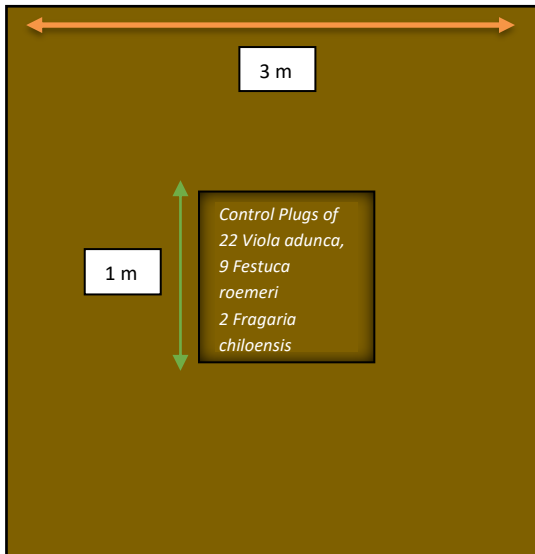 3 m
1 m
Control Plugs of
22 Viola adunca,
9 Festuca
roemeri
2 Fragaria
chiloensis